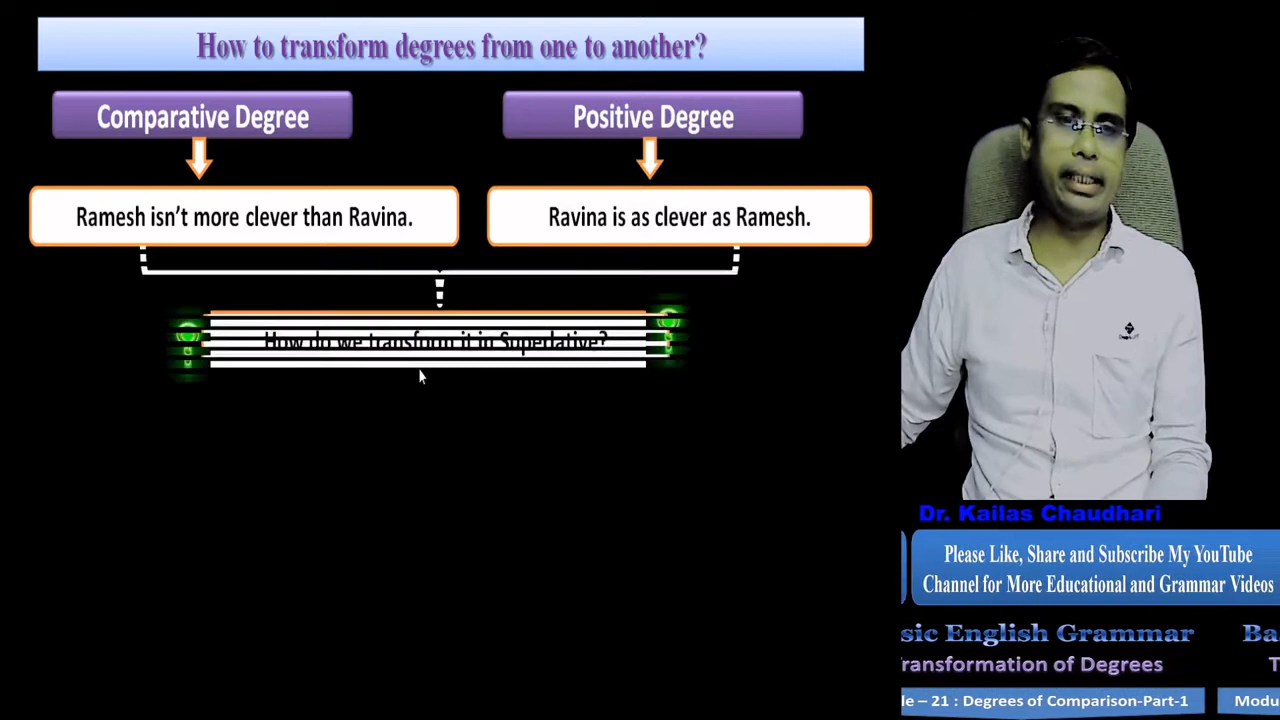 How to transform degrees from one to another?
Comparative Degree
Positive Degree
Ramesh isn't more clever than Ravina.
Ravina is as clever as Ramesh.
How do we transform it in Superlative?
Dr. Kailas Chaudhari
Please Like, Share and Subscribe My YouTube
Channel for More Educational and Grammar Videos
sic English Grammar
Ba
ransformation of Degrees
T
le – 21 : Degrees of Comparison-Part-1
Modu